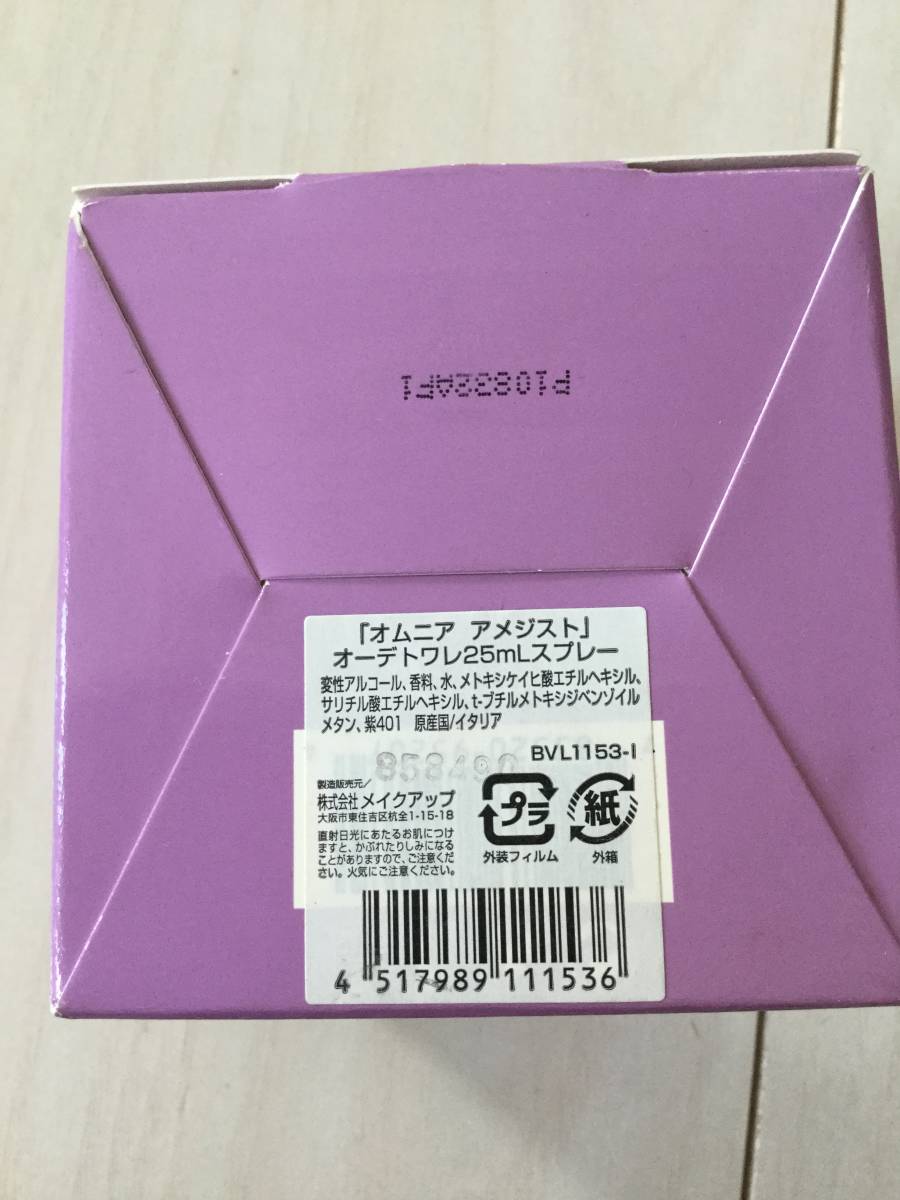 P10832AF1
「オムニア アメジスト」
オーデトワレ25mLスプレー
変性アルコール、香料、水、メトキシケイヒ酸エチルヘキシル、
サリチル酸エチルヘキシル、t-ブチルメトキシジベンゾイル
メタン、紫401 原産国/イタリア
BVL1153-I
製造販売元/
株式会社 メイクアップ
大阪市東住吉区杭全1-15-18
直射日光にあたるお肌につけ
ますと、かぶれたりしみになる
ことがありますので、ご注意くだ
さい。火気にご注意ください。
プラ
外装フィルム
紙
外箱
4 517989 111536